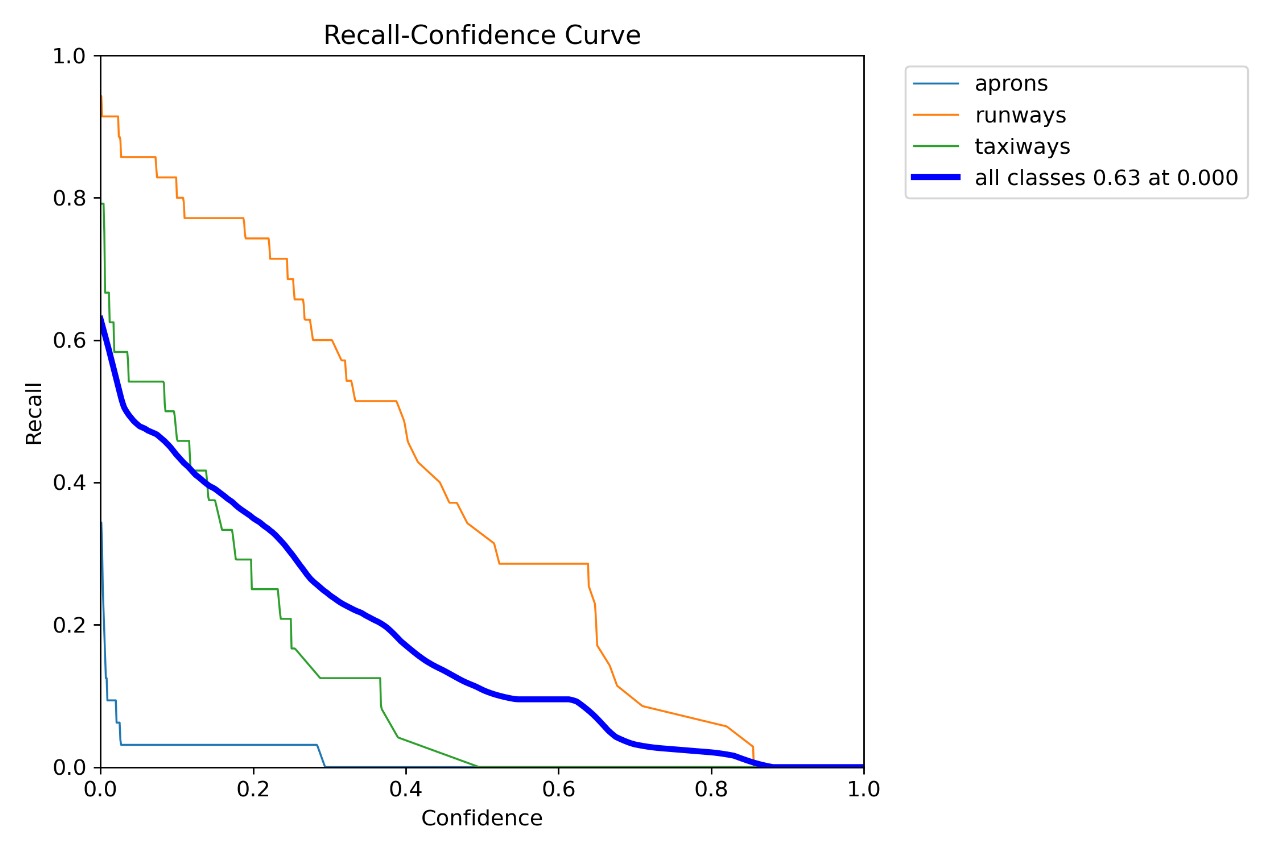 Recall-Confidence Curve
1.0
0.8
0.6
0.4
0.2
0.0
Recall
0.0 0.2 0.4 0.6 0.8 1.0
Confidence
aprons
runways
taxiways
all classes 0.63 at 0.000